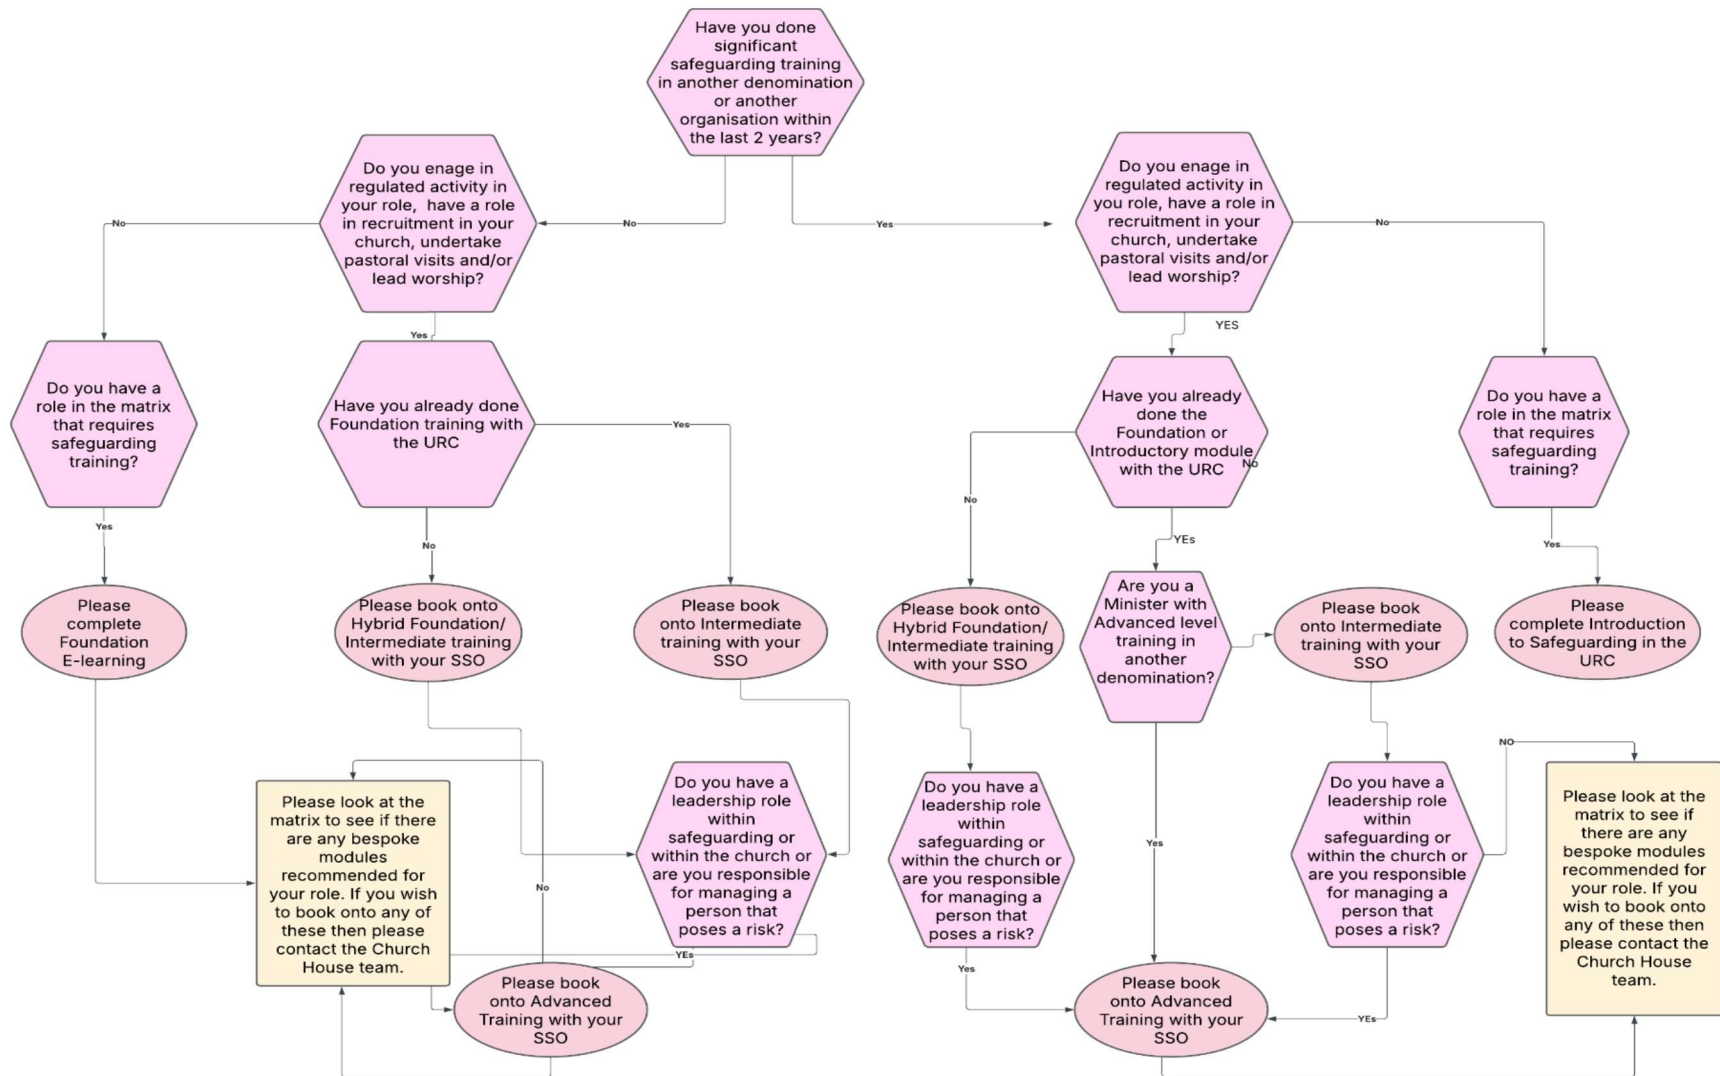 Have you done
significant
safeguarding training
in another denomination
or another
organisation within
the last 2 years?
Do you enage in
regulated activity in
your role, have a role
in recruitment in your
church, undertake
pastoral visits and/or
lead worship?
Do you enage in
regulated activity in
you role, have a role in
recruitment in your
church, undertake
pastoral visits and/or
lead worship?
No
No
Yes
No
Yes
YES
Do you have a
role in the matrix
that requires
safeguarding
training?
Have you already done
Foundation training with
the URC
Yes
Have you already
done the
Foundation or
Introductory module
with the URC
No
Do you have a
role in the matrix
that requires
safeguarding
training?
Yes
No
No
YEs
Yes
Please
complete
Foundation
E-learning
Please book onto
Hybrid Foundation/
Intermediate training
with your SSO
Please book
onto Intermediate
training with your
SSO
Please book onto
Hybrid Foundation/
Intermediate training
with your SSO
Are you a
Minister with
Advanced level
training in
another
denomination?
Please book
onto Intermediate
training with your
SSO
Please
complete Introduction
to Safeguarding in the
URC
Please look at the
matrix to see if there
are any bespoke
modules
recommended for
your role. If you wish
to book onto any of
these then please
contact the Church
House team.
No
Do you have a
leadership role
within
safeguarding or
within the church or
are you responsible
for managing a
person that
poses a risk?
YEs
Do you have a
leadership role
within
safeguarding or
within the church or
are you responsible
for managing a
person that
poses a risk?
Yes
Yes
Do you have a
leadership role
within
safeguarding or
within the church or
are you responsible
for managing a
person that
poses a risk?
NO
YEs
Please look at the
matrix to see if
there are any
bespoke modules
recommended for
your role. If you
wish to book onto
any of these then
please contact the
Church House
team.
Please book
onto Advanced
Training with your
SSO
Please book
onto Advanced
Training with your
SSO